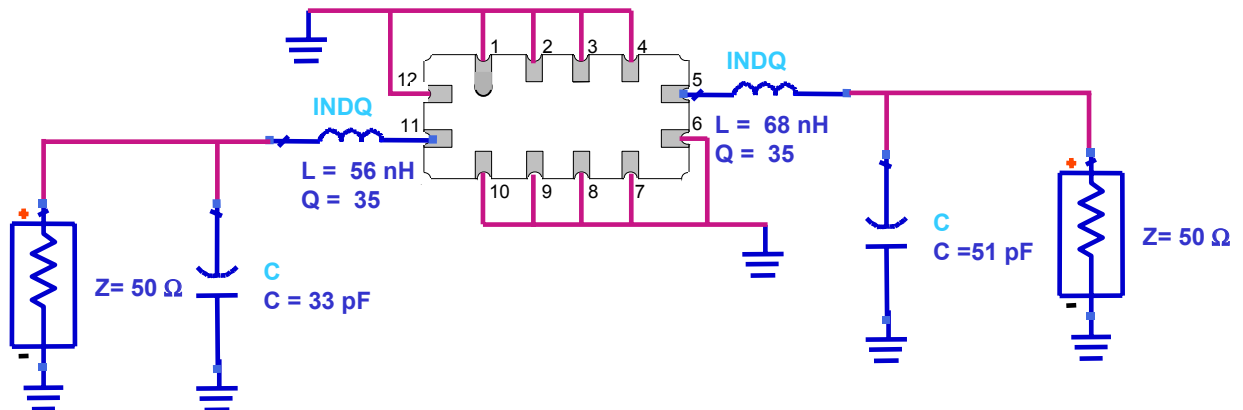 1
2
3
4
12
5
INDQ
INDQ
11
6
L = 68 nH
Q = 35
L = 56 nH
Q = 35
10
9
8
7
+
+
C
C =51 pF
Z= 50 Ω
Z= 50 Ω
C
C = 33 pF
-
-